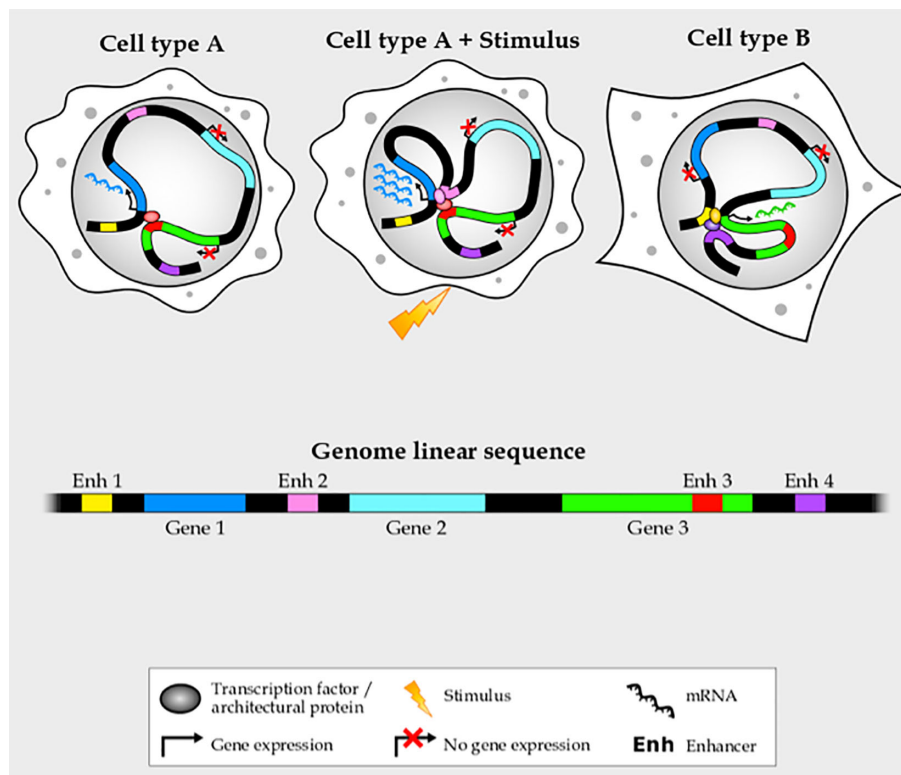 Cell type A
Cell type A + Stimulus
Cell type B
Genome linear sequence
Enh 1
Enh 2
Enh 3
Enh 4
Gene 1
Gene 2
Gene 3
Transcription factor /
architectural protein
Stimulus
mRNA
Gene expression
No gene expression
Enh Enhancer